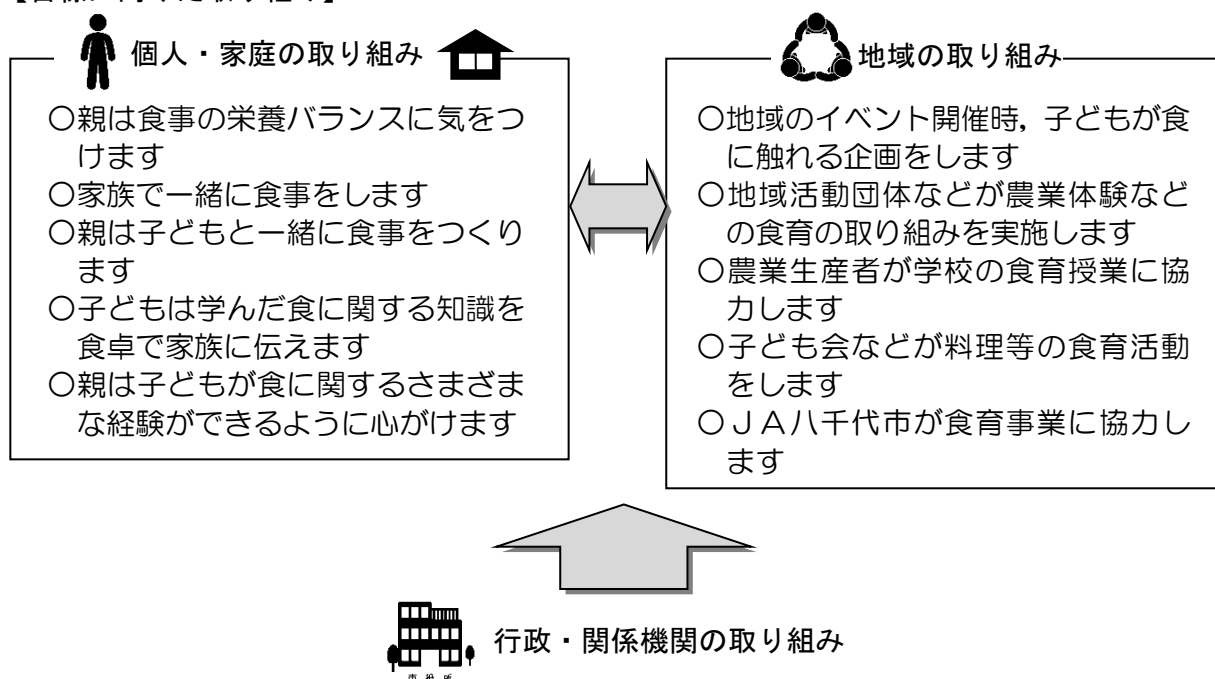 個人・家庭の取り組み
○親は食事の栄養バランスに気をつ
けます
○家族で一緒に食事をします
○親は子どもと一緒に食事をつくり
ます
○子どもは学んだ食に関する知識を
食卓で家族に伝えます
○親は子どもが食に関するさまざま
な経験ができるように心がけます
地域の取り組み
○地域のイベント開催時，子どもが食
に触れる企画をします
○地域活動団体などが農業体験など
の食育の取り組みを実施します
○農業生産者が学校の食育授業に協
力します
○子ども会などが料理等の食育活動
をします
○ＪＡ八千代市が食育事業に協力し
ます
行政・関係機関の取り組み